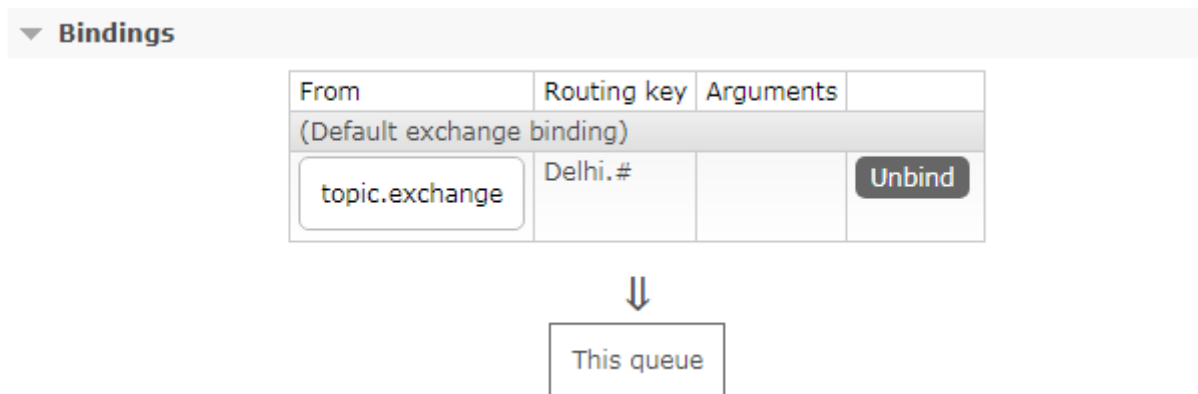 Bindings
From Routing key Arguments
(Default exchange binding)
topic.exchange Delhi.# Unbind
This queue